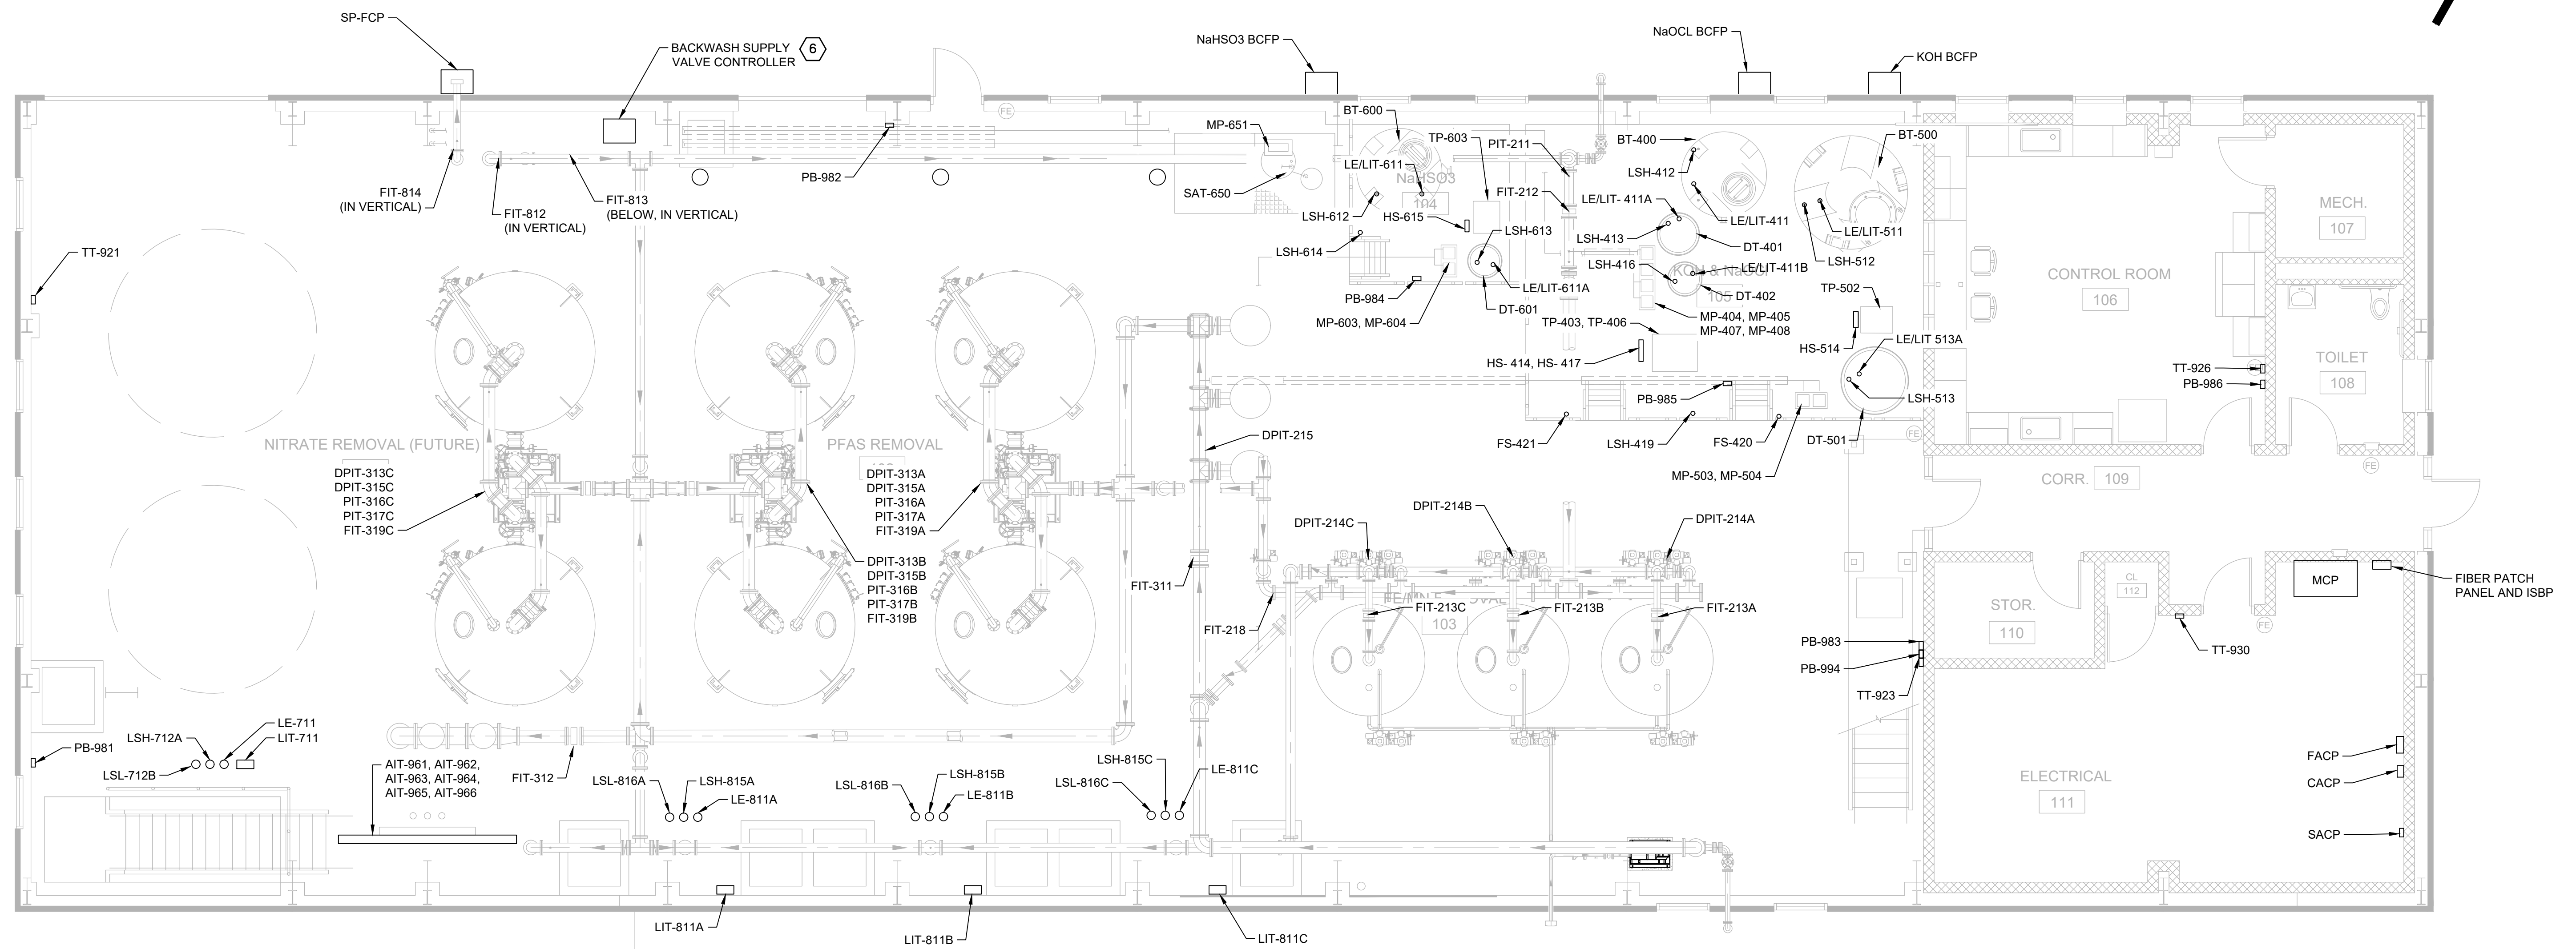 SP-FCP
BACKWASH SUPPLY
VALVE CONTROLLER
6
NaHSO3 BCFP
NaOCL BCFP
KOH BCFP
FE
PB-982
FIT-814
(IN VERTICAL)
FIT-812
(IN VERTICAL)
FIT-813
(BELOW, IN VERTICAL)
MP-651
SAT-650
BT-600
TP-603
LE/LIT-611
NaHSO3
104
LSH-612
HS-615
LSH-613
LSH-614
PB-984
LE/LIT-611A
DT-601
MP-603, MP-604
PIT-211
FIT-212
BT-400
LSH-412
LE/LIT- 411A
LE/LIT-411
LSH-413
DT-401
LSH-416
KOH & NaOCl
105
LE/LIT-411B
DT-402
MP-404, MP-405
MP-407, MP-408
TP-403, TP-406
HS- 414, HS- 417
BT-500
LE/LIT-511
LSH-512
TP-502
HS-514
LE/LIT 513A
LSH-513
DT-501
PB-985
FS-421
LSH-419
FS-420
MP-503, MP-504
FE
CONTROL ROOM
106
MECH.
107
TOILET
108
FE
TT-926
PB-986
FE
CORR.
109
TT-921
NITRATE REMOVAL (FUTURE)
DPIT-313C
DPIT-315C
PIT-316C
PIT-317C
FIT-319C
PFAS REMOVAL
DPIT-313A
DPIT-315A
PIT-316A
PIT-317A
FIT-319A
DPIT-313B
DPIT-315B
PIT-316B
PIT-317B
FIT-319B
DPIT-215
FIT-311
FIT-218
DPIT-214C
DPIT-214B
DPIT-214A
FIT-213C
FIT-213B
FIT-213A
103
MCP
FIBER PATCH
PANEL AND ISBP
STOR.
110
CL
112
FE
TT-930
PB-983
PB-994
TT-923
ELECTRICAL
111
FACP
CACP
SACP
PB-981
LSH-712A
LSL-712B
LE-711
LIT-711
AIT-961, AIT-962,
AIT-963, AIT-964,
AIT-965, AIT-966
FIT-312
LSL-816A
LSH-815A
LE-811A
LSL-816B
LSH-815B
LE-811B
LSH-815C
LSL-816C
LE-811C
LIT-811A
LIT-811B
LIT-811C